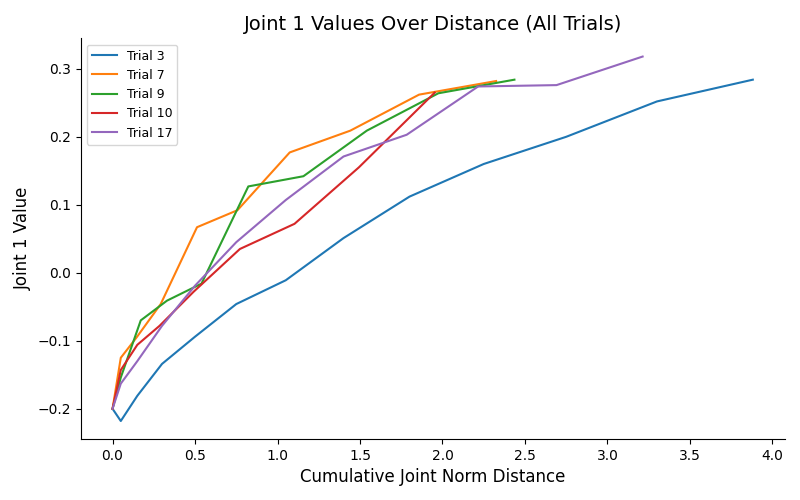 Joint 1 Values Over Distance (All Trials)
Trial 3
Trial 7
Trial 9
Trial 10
Trial 17
0.3
0.2
0.1
0.0
−0.1
−0.2
Joint 1 Value
0.0 0.5 1.0 1.5 2.0 2.5 3.0 3.5 4.0
Cumulative Joint Norm Distance